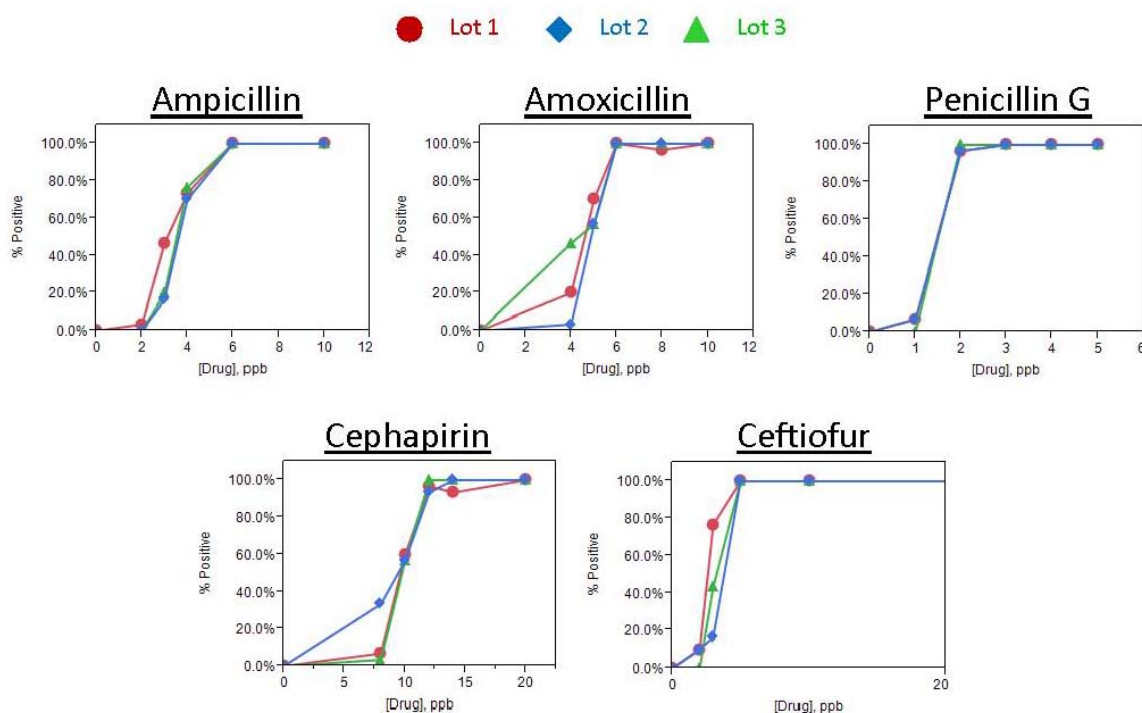 Lot 1 Lot 2 Lot 3
Ampicillin
100.0%
80.0%
60.0%
40.0%
20.0%
0.0%
% Positive
0 2 4 6 8 10 12
[Drug], ppb
Amoxicillin
100.0%
80.0%
60.0%
40.0%
20.0%
0.0%
% Positive
0 2 4 6 8 10 12
[Drug], ppb
Penicillin G
100.0%
80.0%
60.0%
40.0%
20.0%
0.0%
% Positive
0 1 2 3 4 5 6
[Drug], ppb
Cephapirin
100.0%
80.0%
60.0%
40.0%
20.0%
0.0%
% Positive
0 5 10 15 20
[Drug], ppb
Ceftiofur
100.0%
80.0%
60.0%
40.0%
20.0%
0.0%
% Positive
0 20
[Drug], ppb